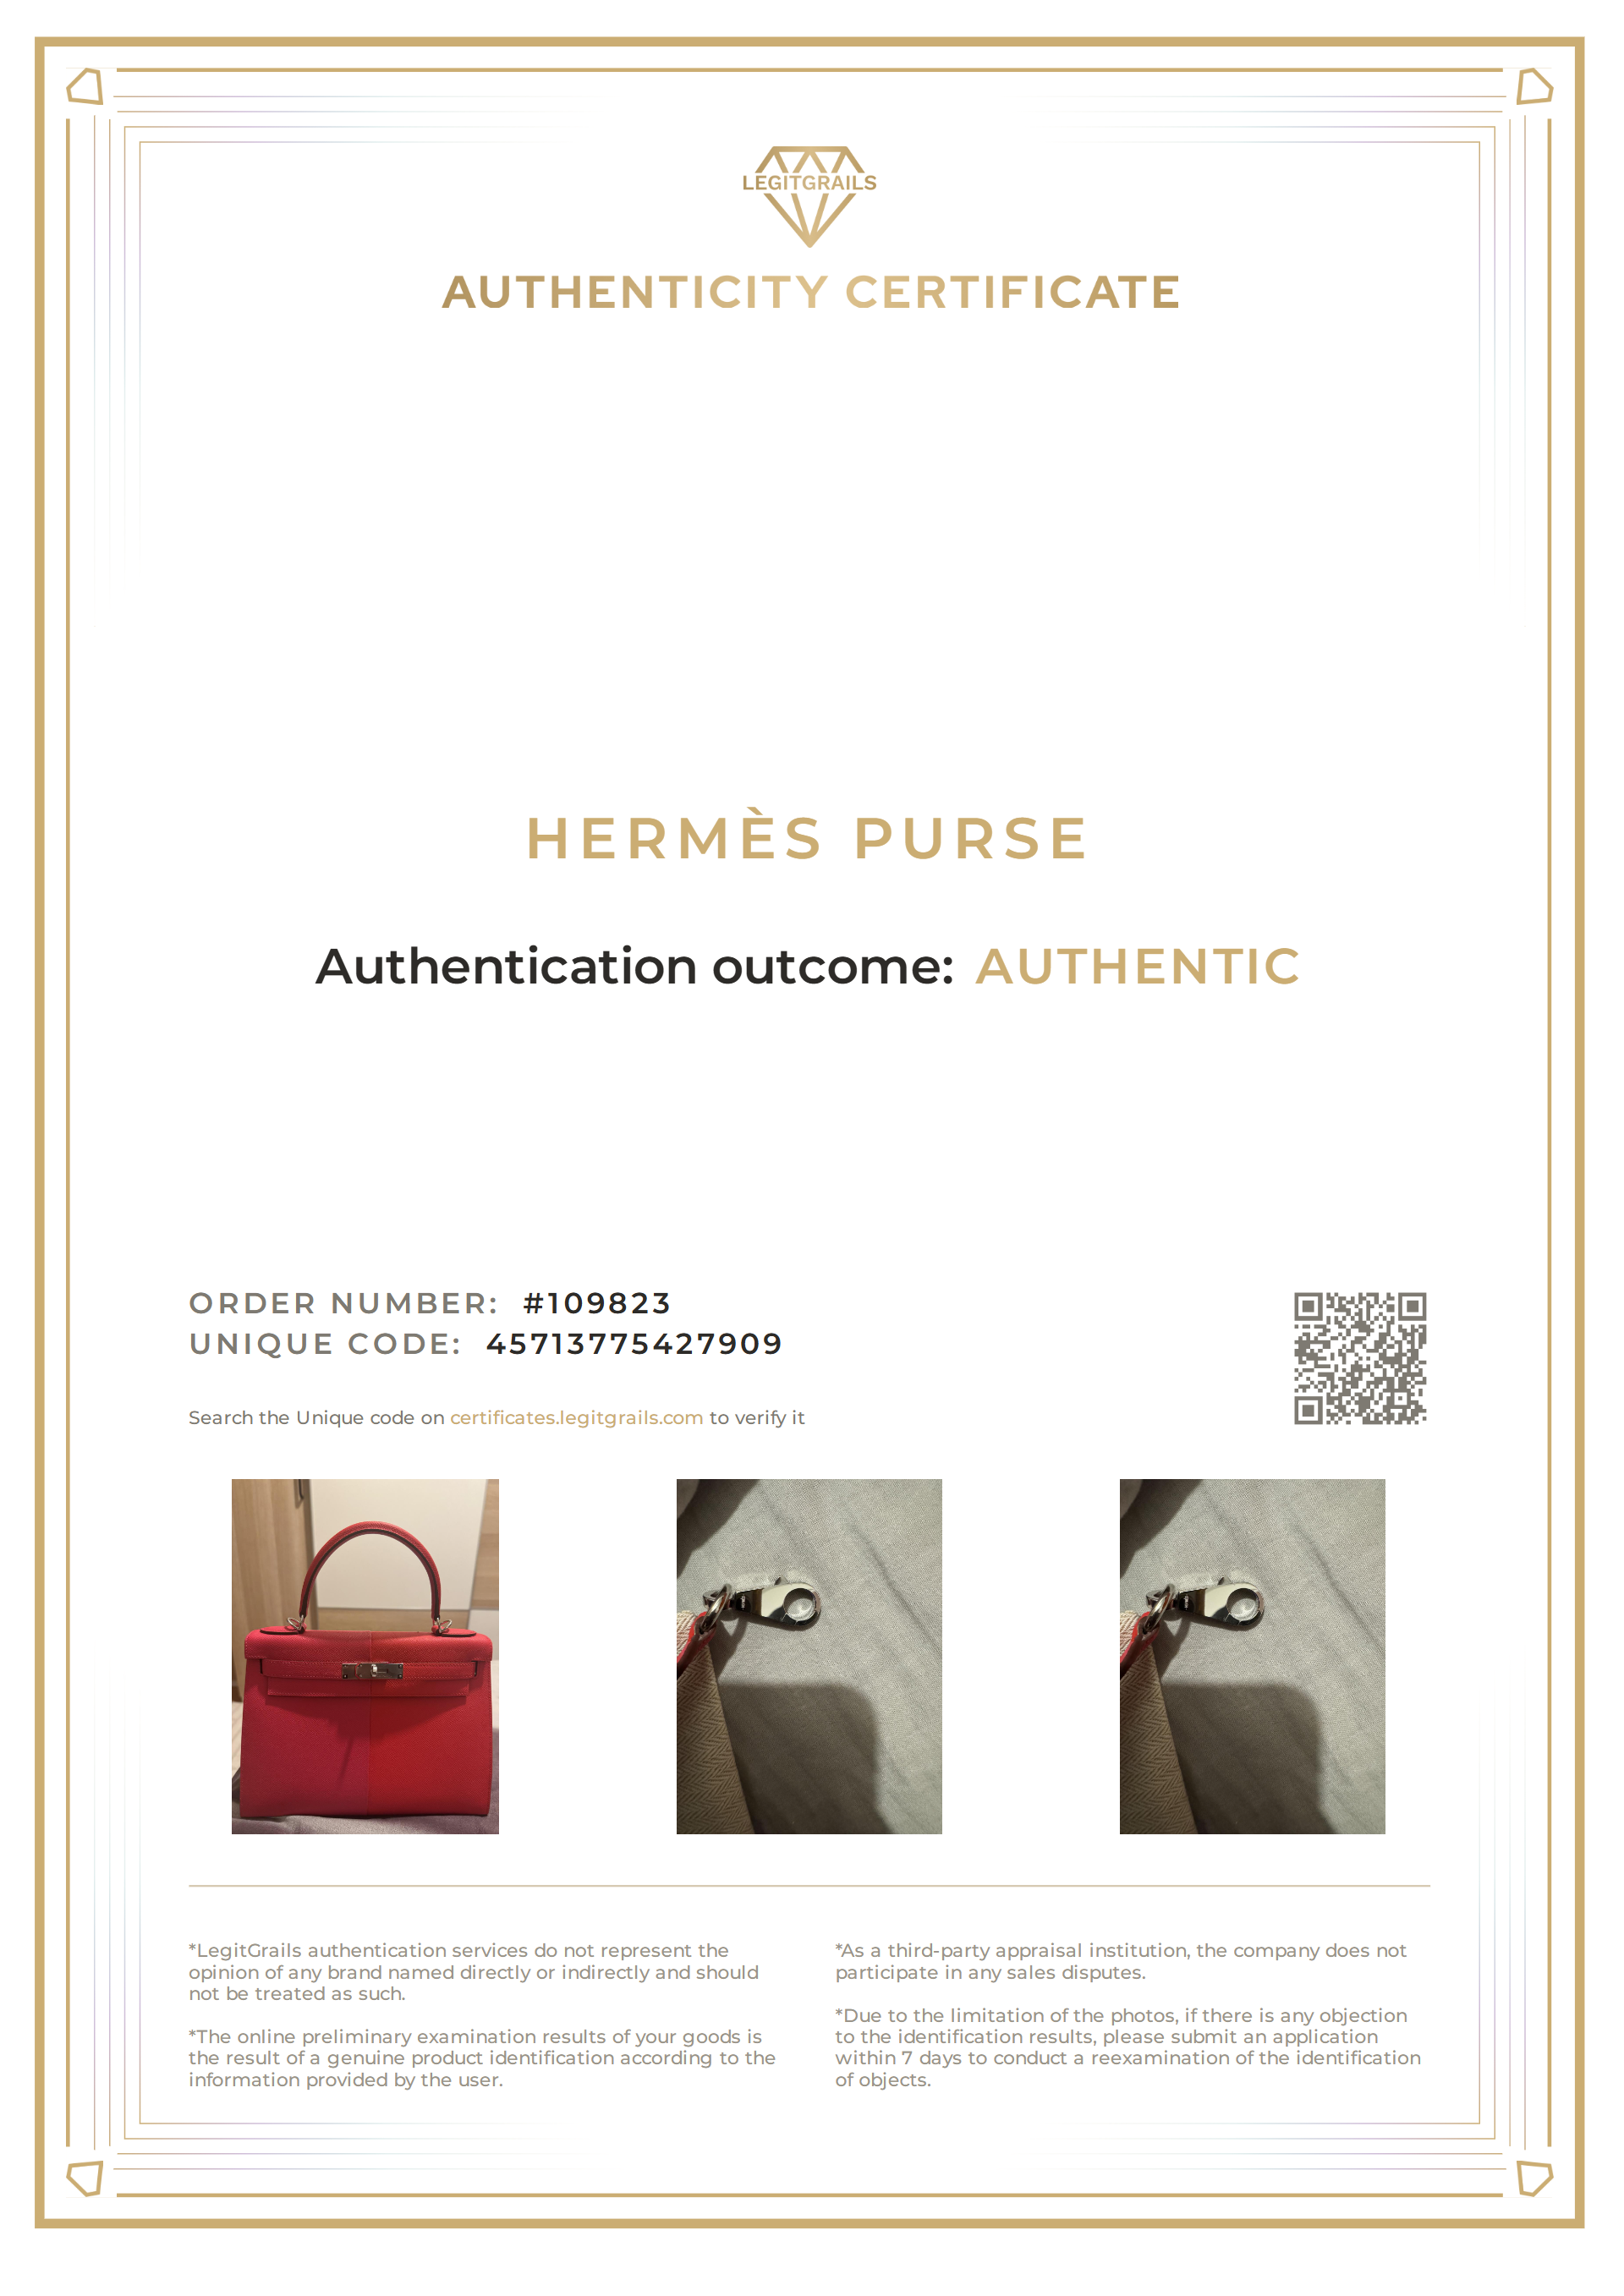 LEGITGRAILS
AUTHENTICITY CERTIFICATE
HERMÈS PURSE
Authentication outcome: AUTHENTIC
ORDER NUMBER: #109823
UNIQUE CODE: 45713775427909
Search the Unique code on certificates.legitgrails.com to verify it
*LegitGrails authentication services do not represent the
opinion of any brand named directly or indirectly and should
not be treated as such.
*The online preliminary examination results of your goods is
the result of a genuine product identification according to the
information provided by the user.
*As a third-party appraisal institution, the company does not
participate in any sales disputes.
*Due to the limitation of the photos, if there is any objection
to the identification results, please submit an application
within 7 days to conduct a reexamination of the identification
of objects.